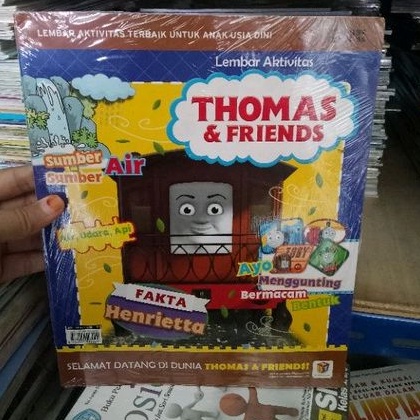 LEMBAR AKTIVITAS TERBAIK UNTUK ANAK USIA DINI
Lembar Aktivitas
THOMAS
& FRIENDS
Sumber
Sumber Air
Air, Udara, Api
TOBY
Ayo
Menggunting
Bermacam
Bentuk
FAKTA
Henrietta
SELAMAT DATANG DI DUNIA THOMAS & FRIENDS!